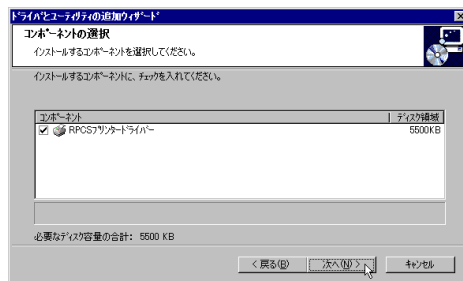 ﾄﾞﾗｲﾊﾞとﾕｰﾃｨﾘﾃｨの追加ｳｨｻﾞｰﾄﾞ
ｺﾝﾎﾟｰﾈﾝﾄの選択
ｲﾝｽﾄｰﾙするｺﾝﾎﾟｰﾈﾝﾄを選択してください。
ｲﾝｽﾄｰﾙするｺﾝﾎﾟｰﾈﾝﾄに、ﾁｪｯｸを入れてください。
ｺﾝﾎﾟｰﾈﾝﾄ ﾃﾞｨｽｸ領域
RPCSﾌﾟﾘﾝﾀｰﾄﾞﾗｲﾊﾞｰ 5500KB
必要なﾃﾞｨｽｸ容量の合計： 5500 KB
< 戻る(B) 次へ(N) > ｷｬﾝｾﾙ